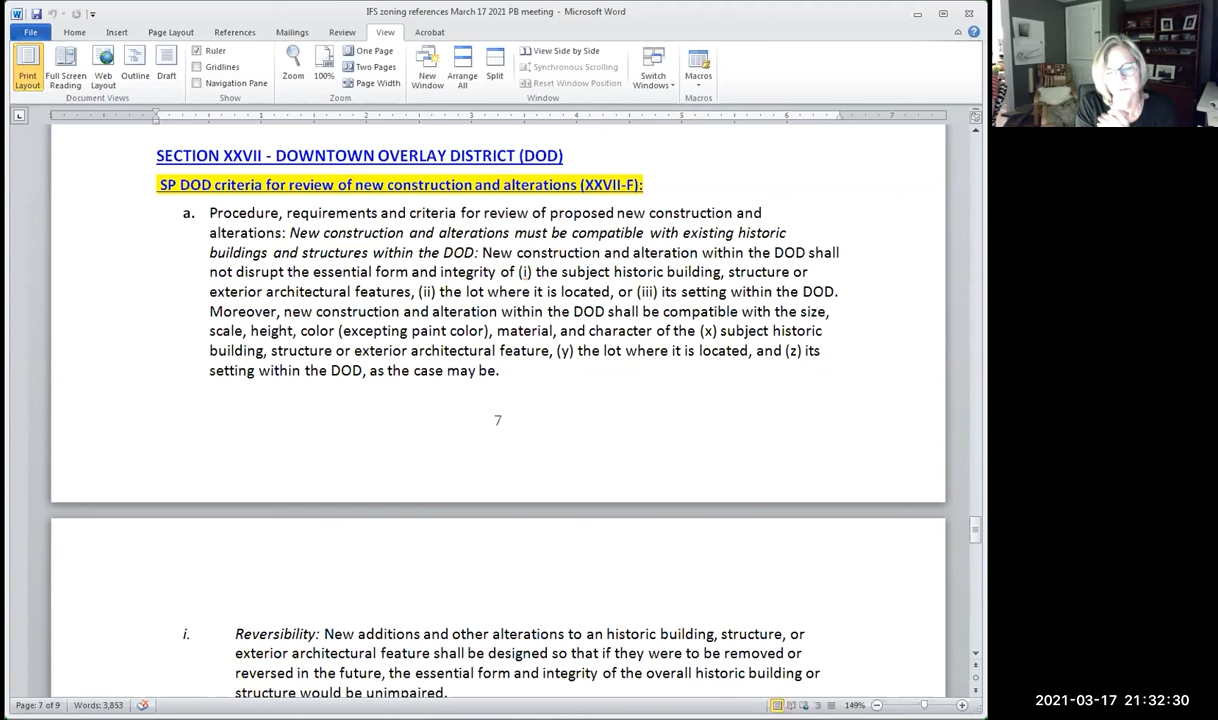 IFS zoning references March 17 2021 PB meeting - Microsoft Word
File Home Insert Page Layout References Mailings Review View Acrobat
Print Layout
Full Screen Reading
Web Layout
Outline
Draft
Ruler
Gridlines
Navigation Pane
Zoom
100%
One Page
Two Pages
Page Width
New Window
Arrange All
Split
View Side by Side
Synchronous Scrolling
Reset Window Position
Switch Windows
Macros
Document Views Show Zoom Window Macros
1 2 3 4 5 6 7
SECTION XXVII - DOWNTOWN OVERLAY DISTRICT (DOD)
SP DOD criteria for review of new construction and alterations (XXVII-F):
a. Procedure, requirements and criteria for review of proposed new construction and
alterations: New construction and alterations must be compatible with existing historic
buildings and structures within the DOD: New construction and alteration within the DOD shall
not disrupt the essential form and integrity of (i) the subject historic building, structure or
exterior architectural features, (ii) the lot where it is located, or (iii) its setting within the DOD.
Moreover, new construction and alteration within the DOD shall be compatible with the size,
scale, height, color (excepting paint color), material, and character of the (x) subject historic
building, structure or exterior architectural feature, (y) the lot where it is located, and (z) its
setting within the DOD, as the case may be.
7
i. Reversibility: New additions and other alterations to an historic building, structure, or
exterior architectural feature shall be designed so that if they were to be removed or
reversed in the future, the essential form and integrity of the overall historic building or
structure would be unimpaired.
Page: 7 of 9 Words: 3,853 149%
2021-03-17 21:32:30